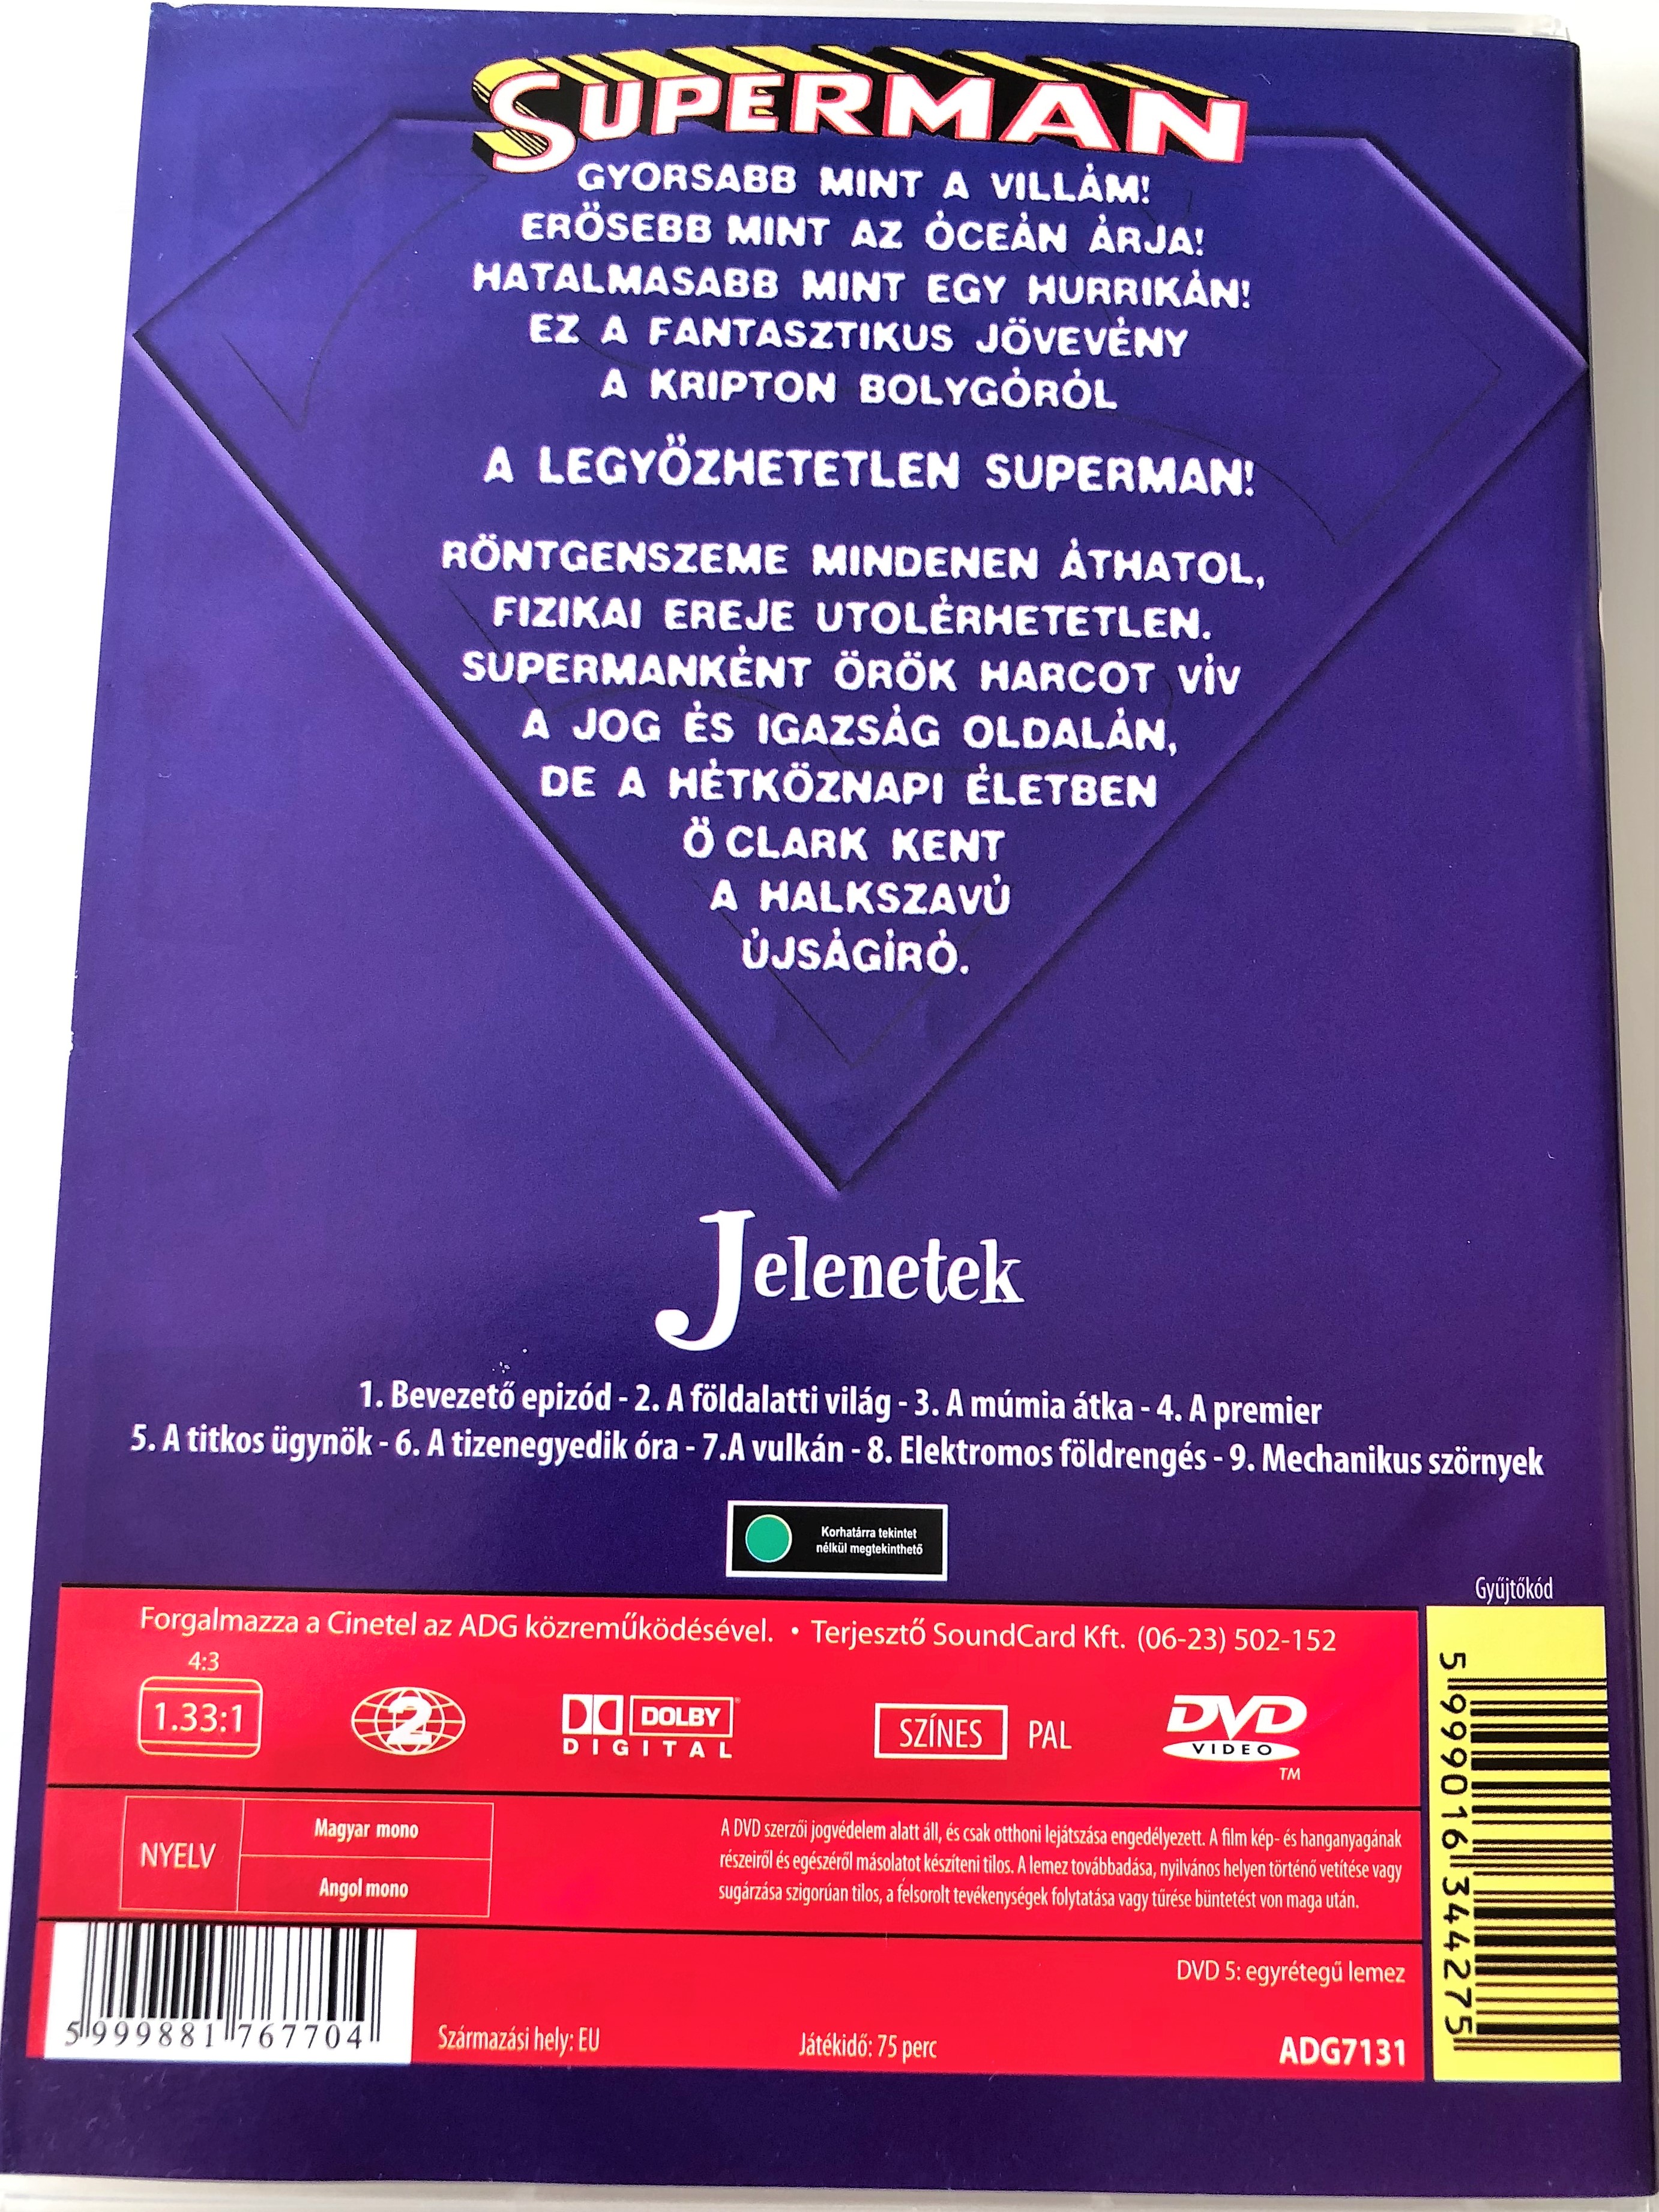 SUPERMAN
GYORSABB MINT A VILLÁM!
ERŐSEBB MINT AZ ÓCEÁN ÁRJA!
HATALMASABB MINT EGY HURRIKÁN!
EZ A FANTASZTIKUS JÖVEVÉNY
A KRIPTON BOLYGÓRÓL
A LEGYŐZHETETLEN SUPERMAN!
RÖNTGENSZEME MINDENEN ÁTHATOL,
FIZIKAI EREJE UTOLÉRHETETLEN.
SUPERMANKÉNT ÖRÖK HARCOT VÍV
A JOG ÉS IGAZSÁG OLDALÁN,
DE A HÉTKÖZNAPI ÉLETBEN
Ő CLARK KENT
A HALKSZAVÚ
ÚJSÁGÍRÓ.
Jelenetek
1. Bevezető epizód - 2. A földalatti világ - 3. A múmia átka - 4. A premier
5. A titkos ügynök - 6. A tizenegyedik óra - 7.A vulkán - 8. Elektromos földrengés - 9. Mechanikus szörnyek
Korhatárra tekintet
nélkül megtekinthető
Gyűjtőkód
Forgalmazza a Cinetel az ADG közreműködésével. • Terjesztő SoundCard Kft. (06-23) 502-152
4:3
1.33:1
2
DOLBY
DIGITAL
SZÍNES PAL
DVD
VIDEO
TM
NYELV
Magyar mono
Angol mono
A DVD szerzői jogvédelem alatt áll, és csak otthoni lejátszása engedélyezett. A film kép- és hanganyagának
részeiről és egészéről másolatot készíteni tilos. A lemez továbbadása, nyilvános helyen történő vetítése vagy
sugárzása szigorúan tilos, a felsorolt tevékenységek folytatása vagy tűrése büntetést von maga után.
DVD 5: egyrétegű lemez
5 999881 767704
Származási hely: EU
Játékidő: 75 perc
ADG7131
5 999016 344275